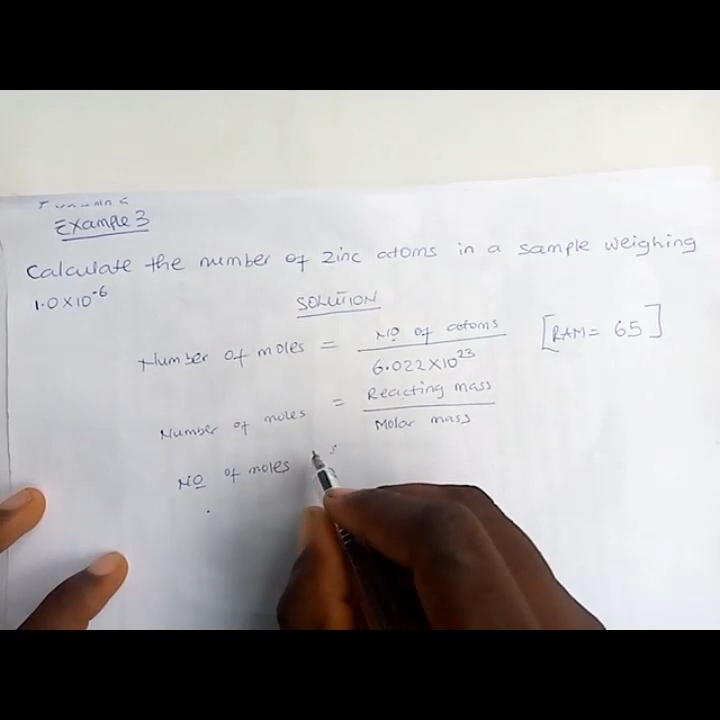 Example 3
Calculate the number of zinc atoms in a sample weighing
1.0 X 10⁻⁶
SOLUTION
Number of moles = No of atoms / 6.022 X 10²³ [RAM = 65]
Number of moles = Reacting mass / Molar mass
No of moles